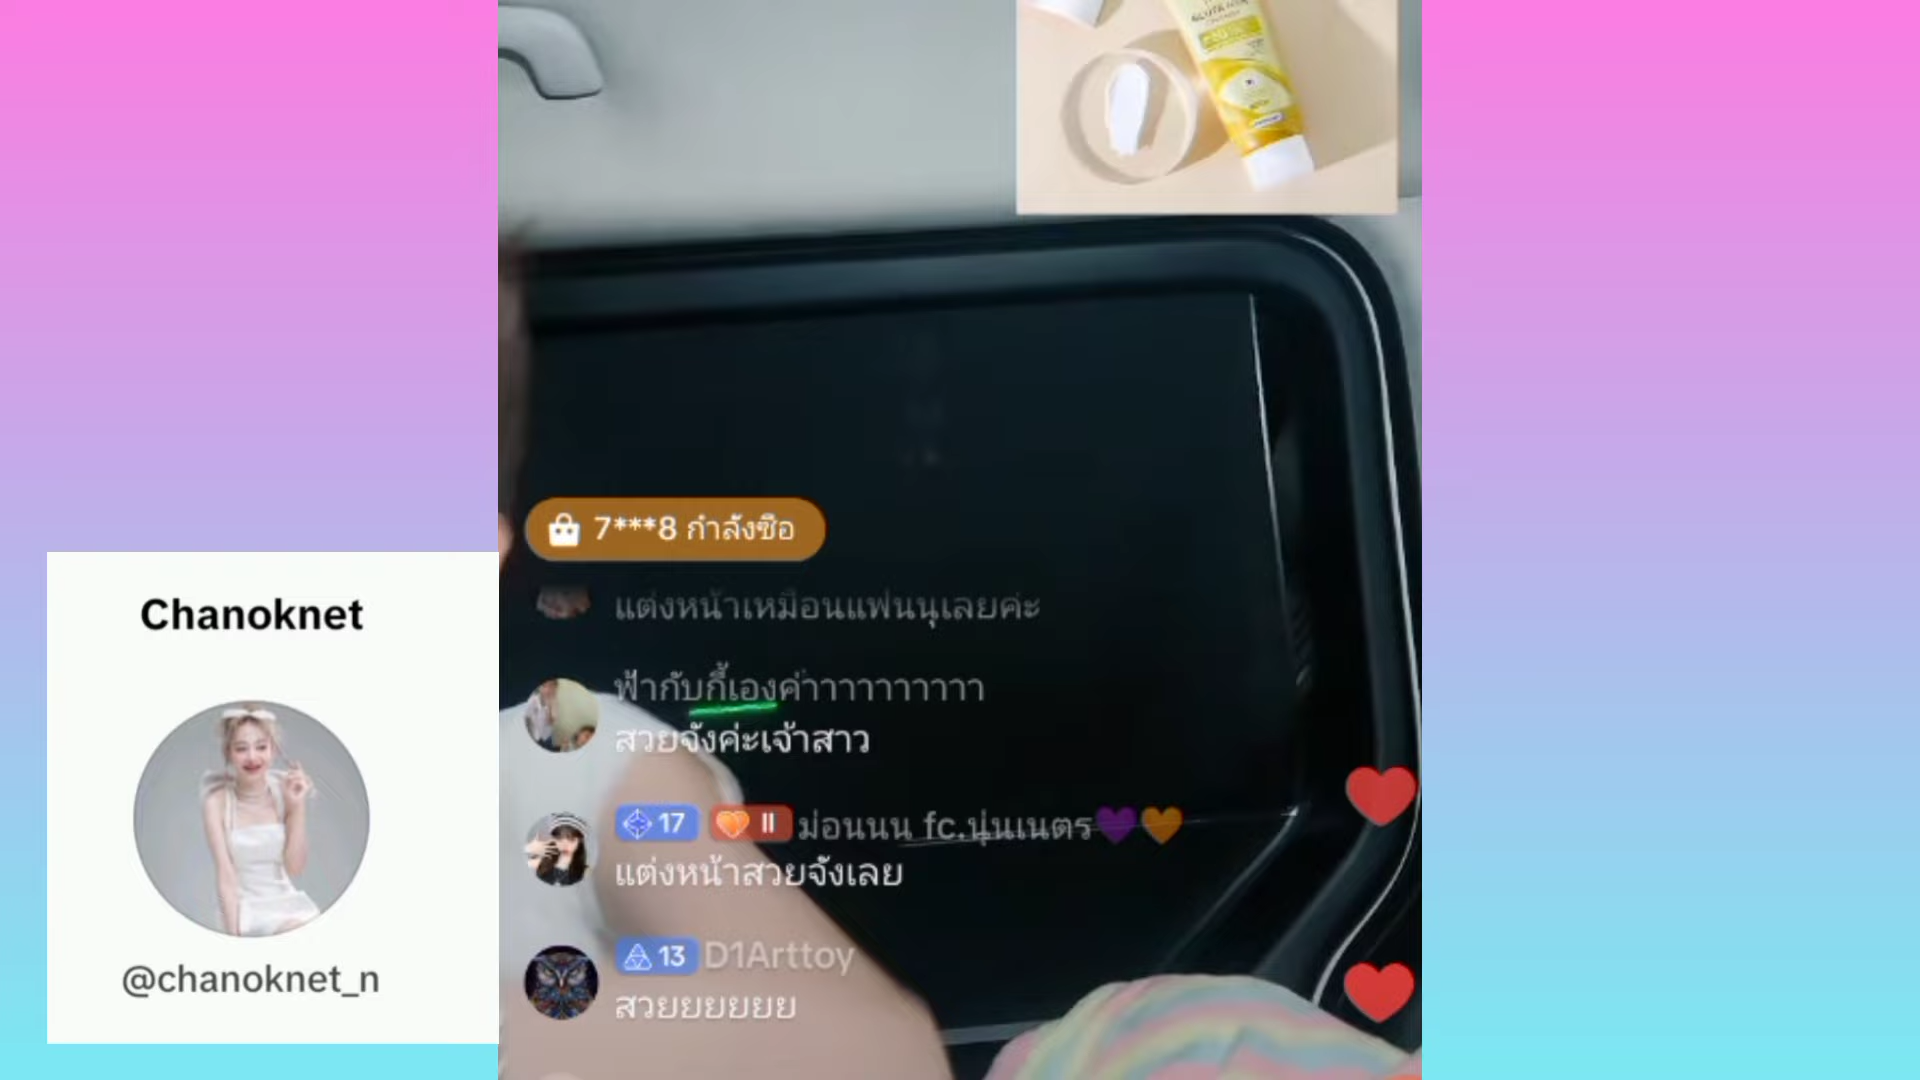 7***8 กำลังซื้อ
แต่งหน้าเหมือนแฟนนุเลยค่ะ
ฟ้ากับกี้เองค่าาาาาาาาาา
สวยจังค่ะเจ้าสาว
17 II ม่อนนน fc.นุ่นเนตร💜🧡
แต่งหน้าสวยจังเลย
13 D1Arttoy
สวยยยยยยย
Chanoknet
@chanoknet_n